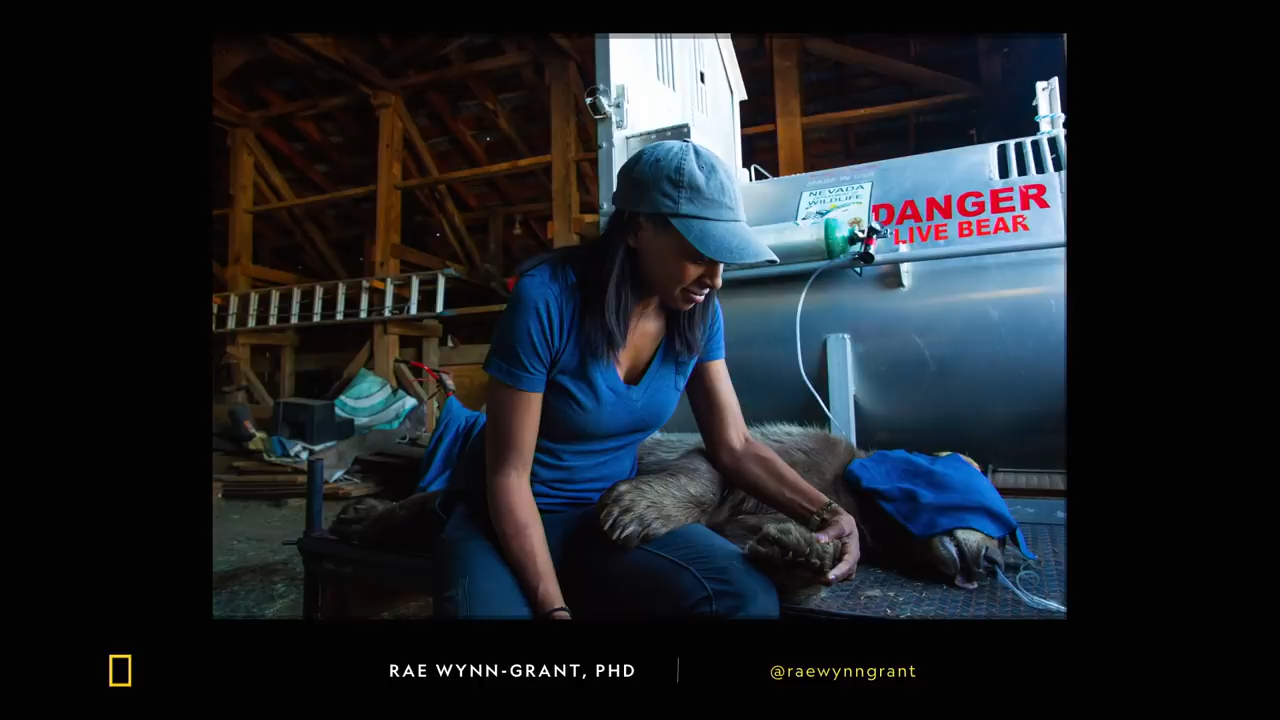 NEVADA
WILDLIFE
DANGER
LIVE BEAR
RAE WYNN-GRANT, PHD
@raewynngrant